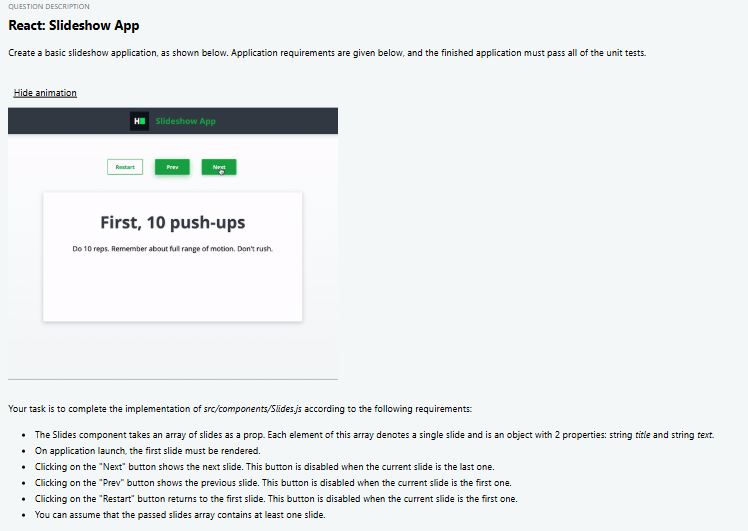 QUESTION DESCRIPTION
React: Slideshow App
Create a basic slideshow application, as shown below. Application requirements are given below, and the finished application must pass all of the unit tests.
Hide animation
H Slideshow App
Restart Prev Next
First, 10 push-ups
Do 10 reps. Remember about full range of motion. Don't rush.
Your task is to complete the implementation of src/components/Slides.js according to the following requirements:
• The Slides component takes an array of slides as a prop. Each element of this array denotes a single slide and is an object with 2 properties: string title and string text.
• On application launch, the first slide must be rendered.
• Clicking on the "Next" button shows the next slide. This button is disabled when the current slide is the last one.
• Clicking on the "Prev" button shows the previous slide. This button is disabled when the current slide is the first one.
• Clicking on the "Restart" button returns to the first slide. This button is disabled when the current slide is the first one.
• You can assume that the passed slides array contains at least one slide.